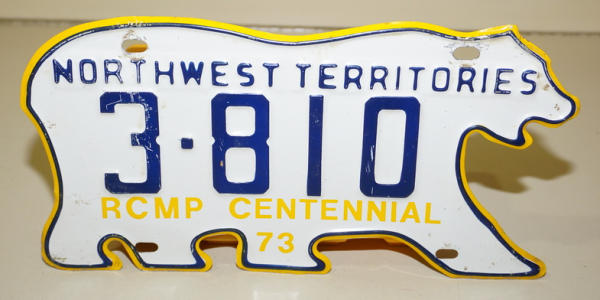 NORTHWEST TERRITORIES
3·810
RCMP CENTENNIAL
73